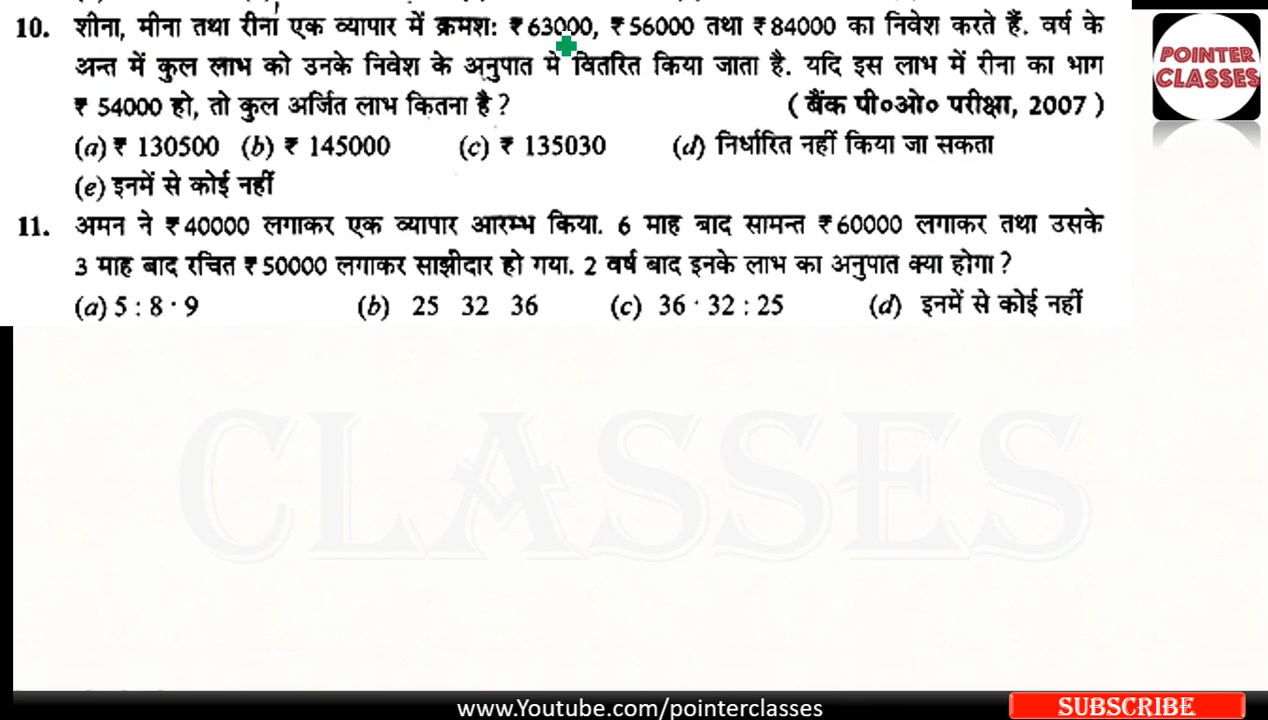 10. शीना, मीना तथा रीना एक व्यापार में क्रमश: ₹ 63000, ₹ 56000 तथा ₹ 84000 का निवेश करते हैं. वर्ष के
अन्त में कुल लाभ को उनके निवेश के अनुपात मे वितरित किया जाता है. यदि इस लाभ में रीना का भाग
₹ 54000 हो, तो कुल अर्जित लाभ कितना है ? ( बैंक पी०ओ० परीक्षा, 2007 )
(a) ₹ 130500 (b) ₹ 145000 (c) ₹ 135030 (d) निर्धारित नहीं किया जा सकता
(e) इनमें से कोई नहीं
11. अमन ने ₹ 40000 लगाकर एक व्यापार आरम्भ किया. 6 माह बाद सामन्त ₹ 60000 लगाकर तथा उसके
3 माह बाद रचित ₹ 50000 लगाकर साझीदार हो गया. 2 वर्ष बाद इनके लाभ का अनुपात क्या होगा ?
(a) 5 : 8 · 9 (b) 25 32 36 (c) 36 · 32 : 25 (d) इनमें से कोई नहीं
POINTER
CLASSES
CLASSES
www.Youtube.com/pointerclasses
SUBSCRIBE